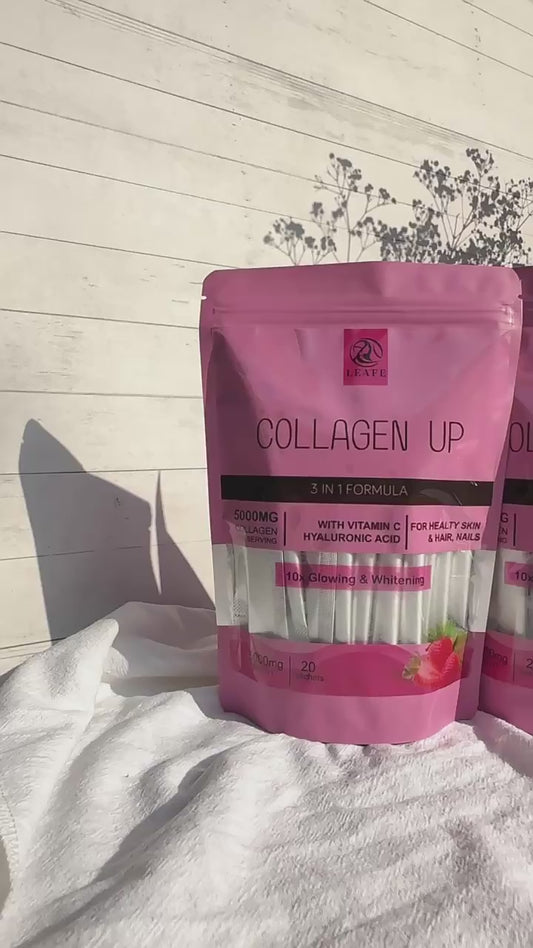 LEAFE
COLLAGEN UP
3 IN 1 FORMULA
5000MG
COLLAGEN
SERVING
WITH VITAMIN C
HYALURONIC ACID
FOR HEALTY SKIN
& HAIR, NAILS
10x Glowing & Whitening
20
sachets
10x